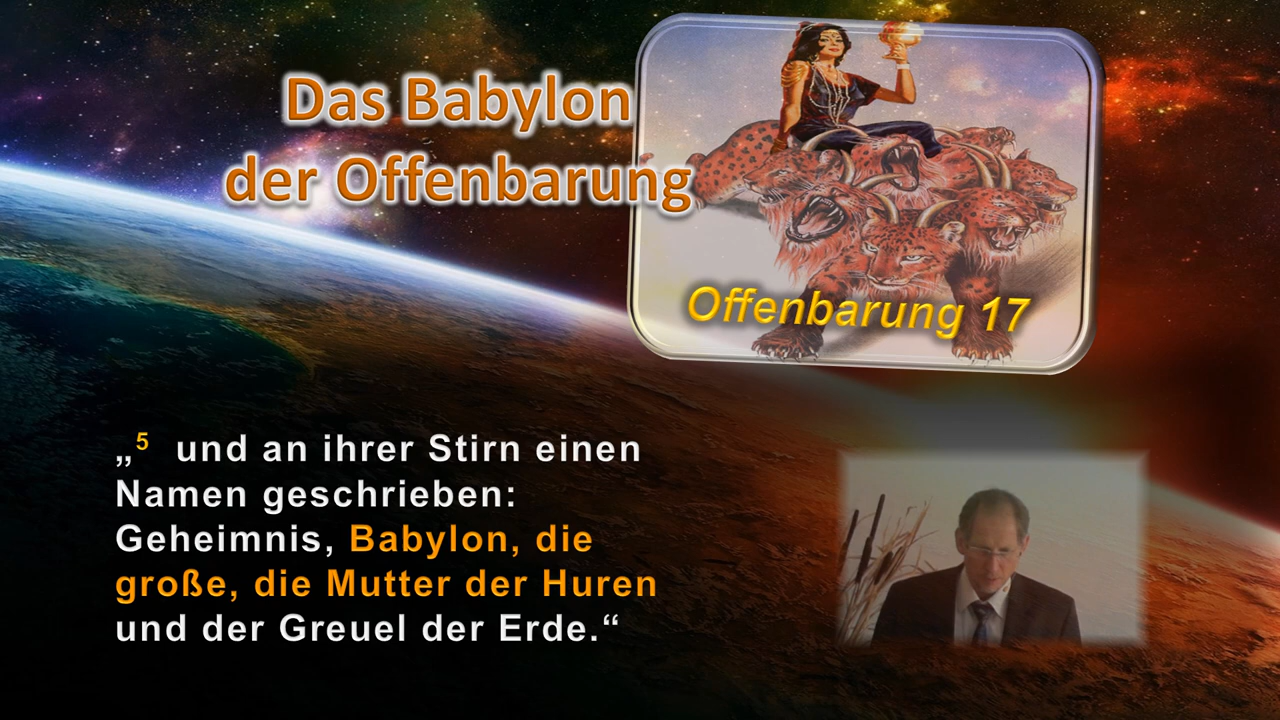 Das Babylon
der Offenbarung
Offenbarung 17
„5 und an ihrer Stirn einen
Namen geschrieben:
Geheimnis, Babylon, die
große, die Mutter der Huren
und der Greuel der Erde.“